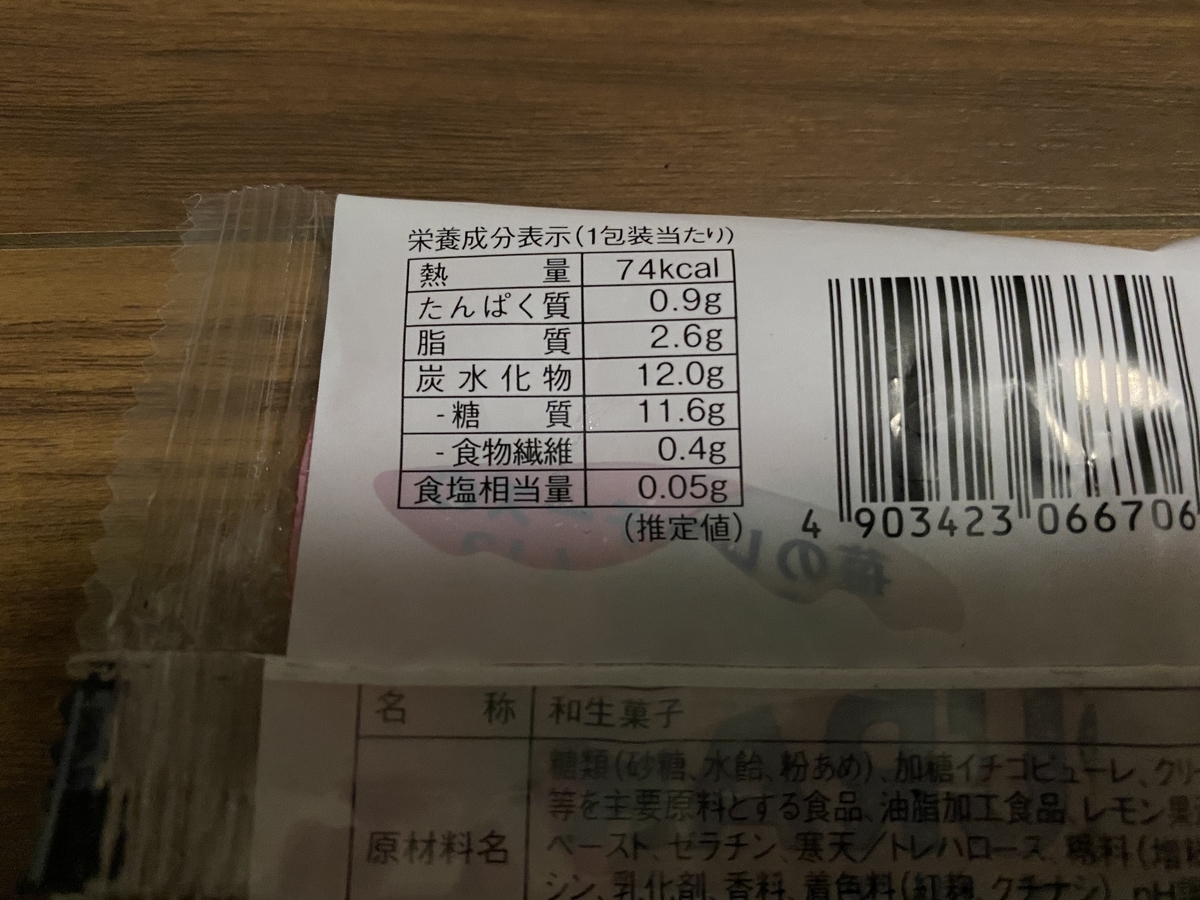 栄養成分表示(1包装当たり)
熱量 74kcal
たんぱく質 0.9g
脂質 2.6g
炭水化物 12.0g
-糖質 11.6g
-食物繊維 0.4g
食塩相当量 0.05g
(推定値)
4 903423 066706
名称 和生菓子
原材料名
糖類(砂糖、水飴、粉あめ)、加糖イチゴピューレ、クリー
等を主要原料とする食品、油脂加工食品、レモン果
ペースト、ゼラチン、寒天/トレハロース、糊料(増
シン、乳化剤、香料、着色料(紅麹、クチナシ)、pH